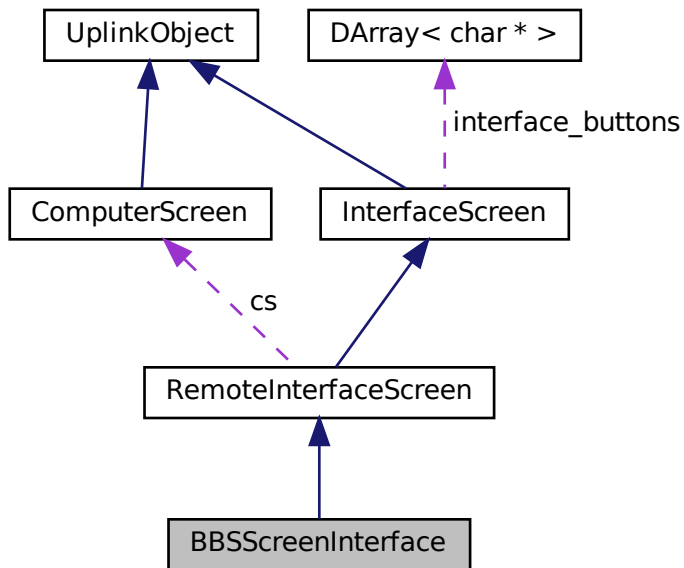 UplinkObject
DArray< char * >
interface_buttons
ComputerScreen
InterfaceScreen
cs
RemoteInterfaceScreen
BBSScreenInterface